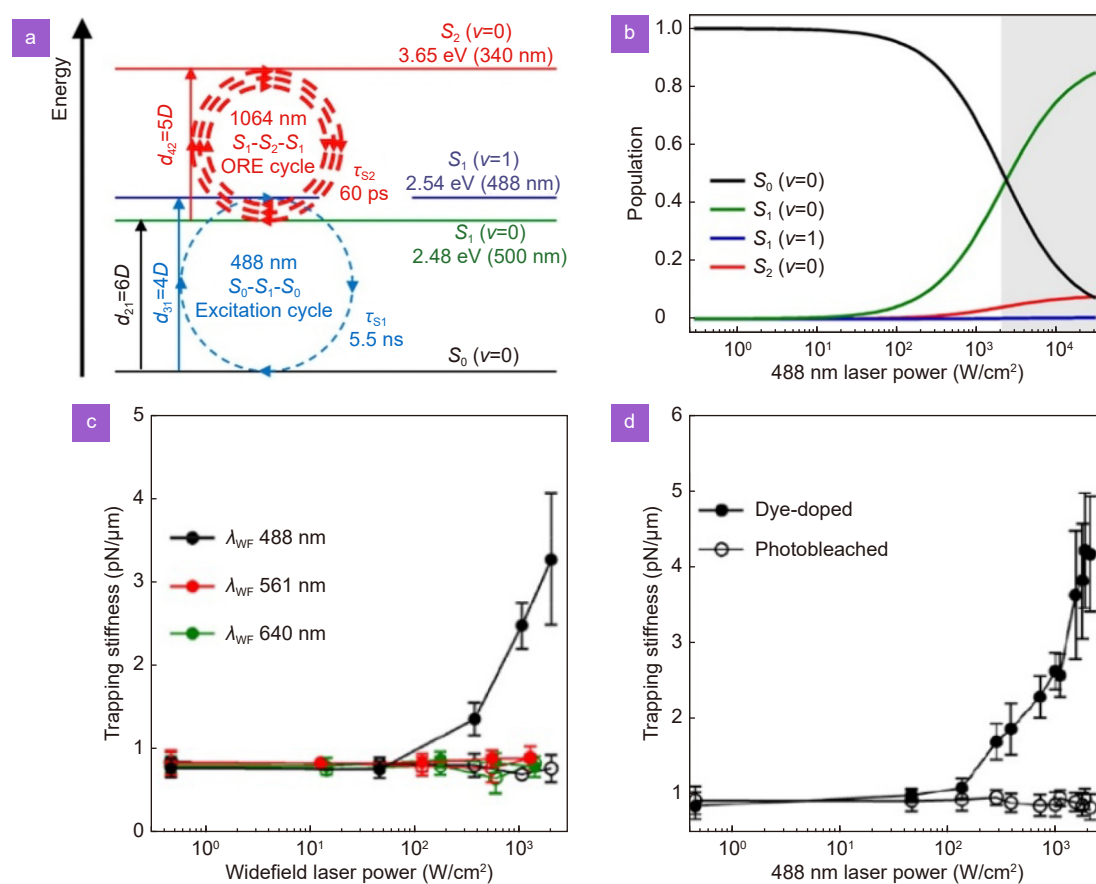 a
Energy
S₂ (v=0)
3.65 eV (340 nm)
d₄₂=5D
1064 nm
S₁-S₂-S₁
ORE cycle
τS2
60 ps
S₁ (v=1)
2.54 eV (488 nm)
S₁ (v=0)
2.48 eV (500 nm)
d₂₁=6D
d₃₁=4D
488 nm
S₀-S₁-S₀
Excitation cycle
τS1
5.5 ns
S₀ (v=0)
b
Population
1.0
0.8
0.6
0.4
0.2
0
S₀ (v=0)
S₁ (v=0)
S₁ (v=1)
S₂ (v=0)
10⁰ 10¹ 10² 10³ 10⁴
488 nm laser power (W/cm²)
c
Trapping stiffness (pN/μm)
5
4
3
2
1
0
λWF 488 nm
λWF 561 nm
λWF 640 nm
10⁰ 10¹ 10² 10³
Widefield laser power (W/cm²)
d
Trapping stiffness (pN/μm)
6
5
4
3
2
1
Dye-doped
Photobleached
10⁰ 10¹ 10² 10³
488 nm laser power (W/cm²)